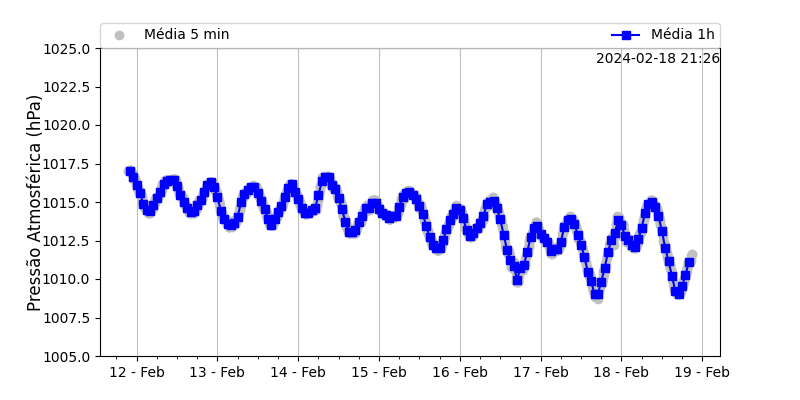 Média 5 min
Média 1h
2024-02-18 21:26
Pressão Atmosférica (hPa)
1025.0
1022.5
1020.0
1017.5
1015.0
1012.5
1010.0
1007.5
1005.0
12 - Feb
13 - Feb
14 - Feb
15 - Feb
16 - Feb
17 - Feb
18 - Feb
19 - Feb